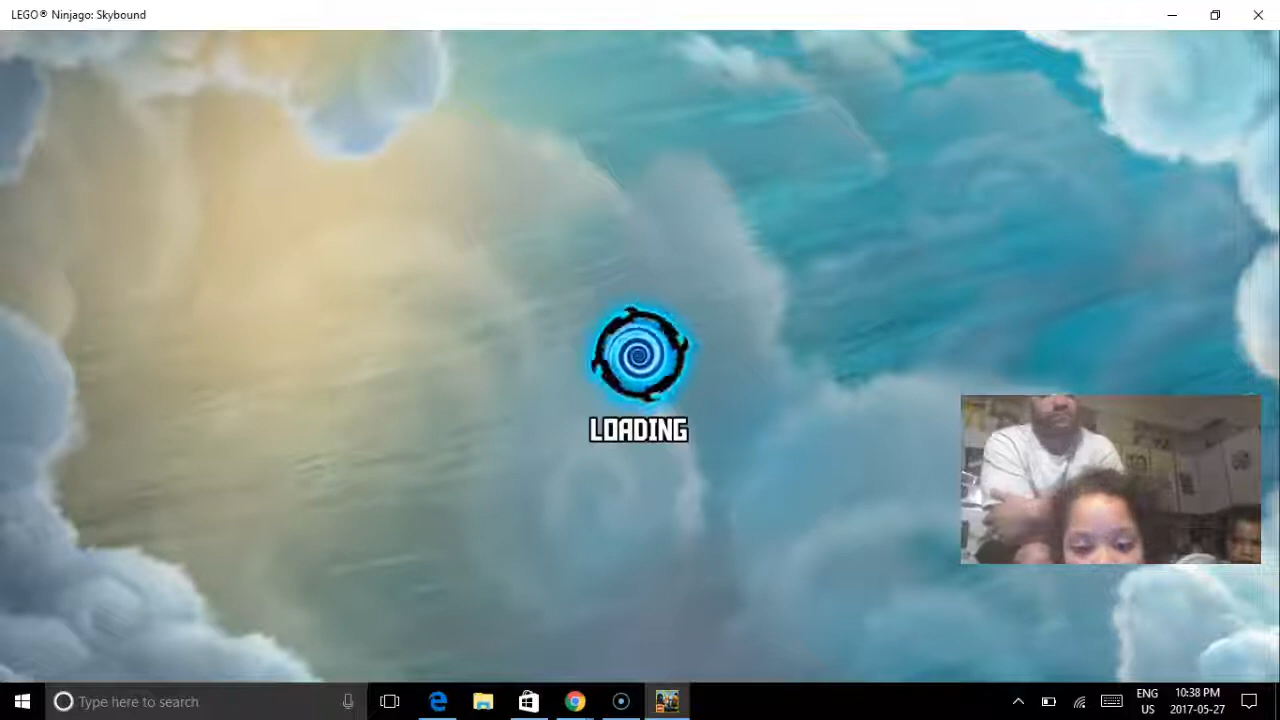 LEGO® Ninjago: Skybound
LOADING
Type here to search
ENG
US
10:38 PM
2017-05-27